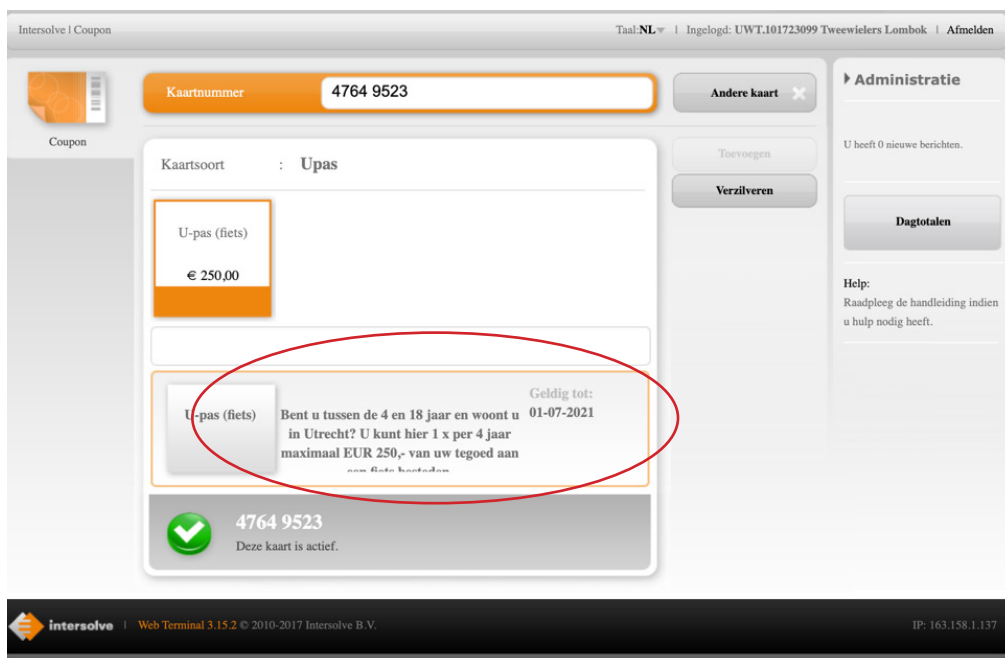 Intersolve | Coupon
Taal:NL | Ingelogd: UWT.101723099 Tweewielers Lombok | Afmelden
Coupon
Kaartnummer
4764 9523
Andere kaart
Kaartsoort : Upas
U-pas (fiets)
€ 250,00
Toevoegen
Verzilveren
U-pas (fiets)
Bent u tussen de 4 en 18 jaar en woont u
in Utrecht? U kunt hier 1 x per 4 jaar
maximaal EUR 250,- van uw tegoed aan
een fiets besteden
Geldig tot:
01-07-2021
4764 9523
Deze kaart is actief.
Administratie
U heeft 0 nieuwe berichten.
Dagtotalen
Help:
Raadpleeg de handleiding indien
u hulp nodig heeft.
intersolve | Web Terminal 3.15.2 © 2010-2017 Intersolve B.V.
IP: 163.158.1.137